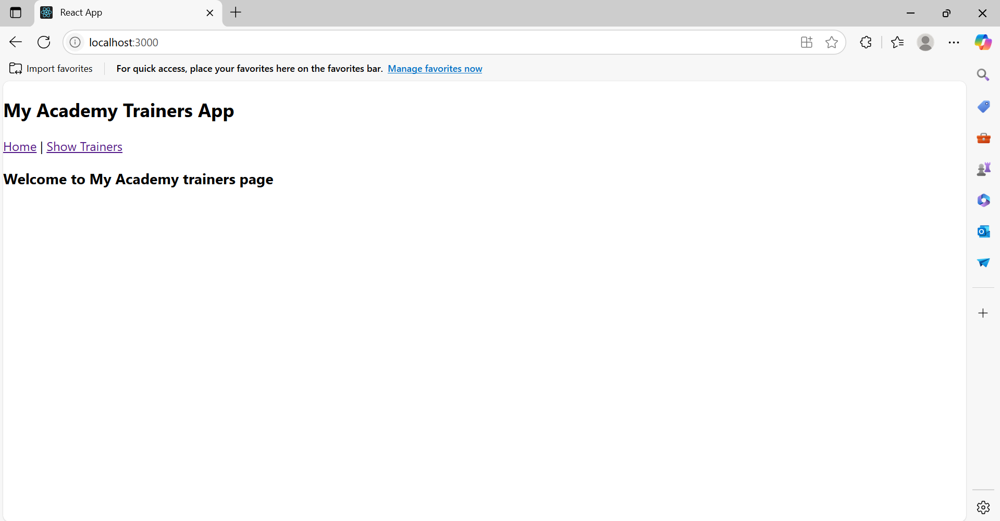 React App
localhost:3000
Import favorites
For quick access, place your favorites here on the favorites bar. Manage favorites now
My Academy Trainers App
Home | Show Trainers
Welcome to My Academy trainers page